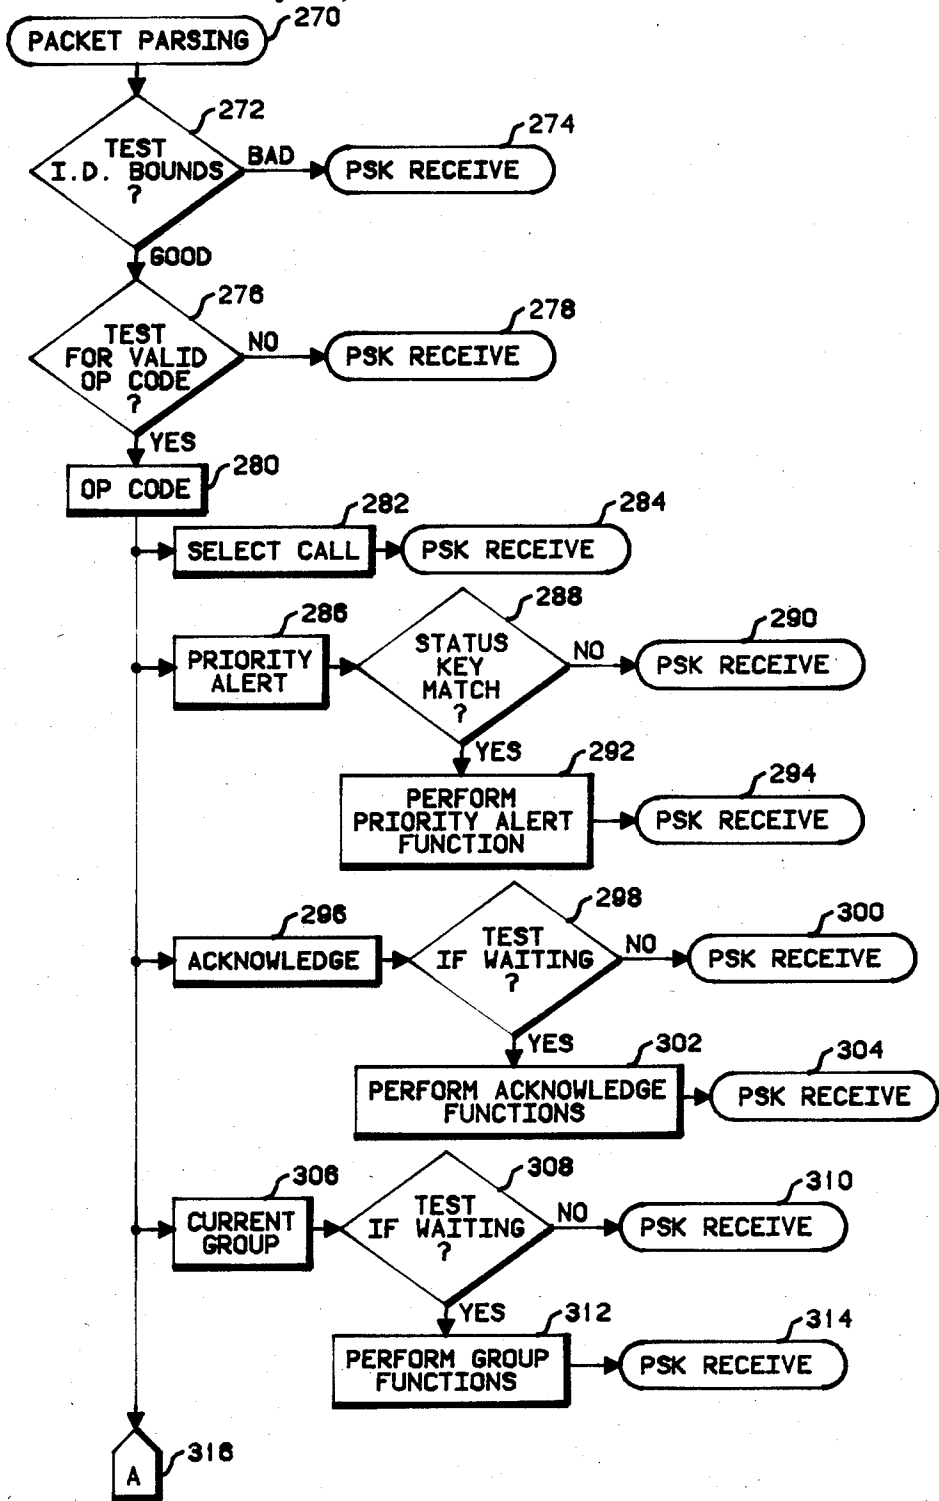 270
PACKET PARSING
272
TEST
I.D. BOUNDS
?
BAD
274
PSK RECEIVE
GOOD
276
TEST
FOR VALID
OP CODE
?
NO
278
PSK RECEIVE
YES
280
OP CODE
282
SELECT CALL
284
PSK RECEIVE
286
PRIORITY
ALERT
288
STATUS
KEY
MATCH
?
NO
290
PSK RECEIVE
YES
292
PERFORM
PRIORITY ALERT
FUNCTION
294
PSK RECEIVE
296
ACKNOWLEDGE
298
TEST
IF WAITING
?
NO
300
PSK RECEIVE
YES
302
PERFORM ACKNOWLEDGE
FUNCTIONS
304
PSK RECEIVE
306
CURRENT
GROUP
308
TEST
IF WAITING
?
NO
310
PSK RECEIVE
YES
312
PERFORM GROUP
FUNCTIONS
314
PSK RECEIVE
A
316